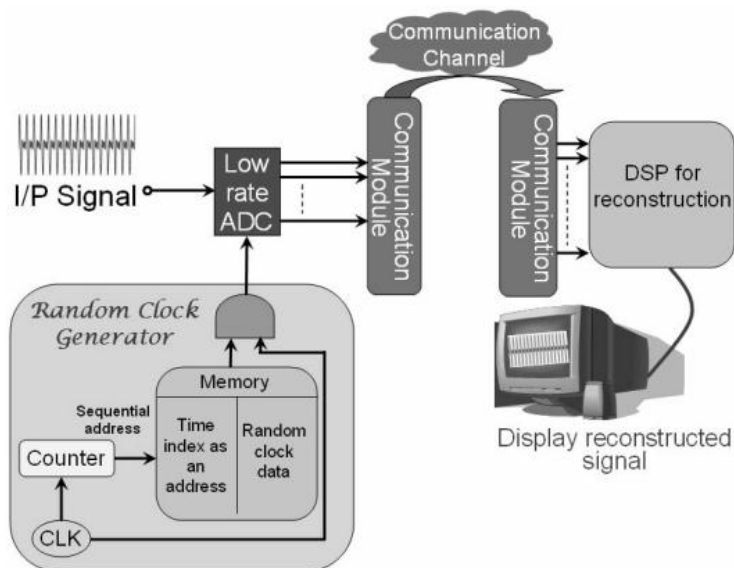 Communication
Channel
I/P Signal
Low
rate
ADC
Communication
Module
Communication
Module
DSP for
reconstruction
Random Clock
Generator
Memory
Sequential
address
Time
index as
an
address
Random
clock
data
Counter
CLK
Display reconstructed
signal